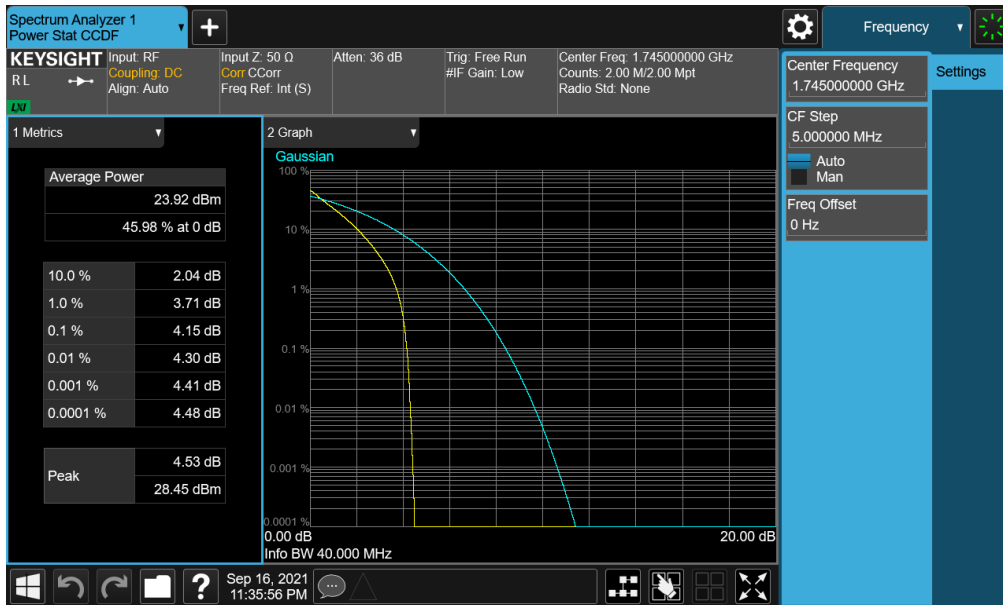 Spectrum Analyzer 1
Power Stat CCDF
+
Frequency
KEYSIGHT
R L
LXI
Input: RF
Coupling: DC
Align: Auto
Input Z: 50 Ω
Corr CCorr
Freq Ref: Int (S)
Atten: 36 dB
Trig: Free Run
#IF Gain: Low
Center Freq: 1.745000000 GHz
Counts: 2.00 M/2.00 Mpt
Radio Std: None
Center Frequency
1.745000000 GHz
Settings
CF Step
5.000000 MHz
Auto
Man
Freq Offset
0 Hz
1 Metrics
Average Power
23.92 dBm
45.98 % at 0 dB
10.0 % 2.04 dB
1.0 % 3.71 dB
0.1 % 4.15 dB
0.01 % 4.30 dB
0.001 % 4.41 dB
0.0001 % 4.48 dB
Peak
4.53 dB
28.45 dBm
2 Graph
Gaussian
100 %
10 %
1 %
0.1 %
0.01 %
0.001 %
0.0001 %
0.00 dB 20.00 dB
Info BW 40.000 MHz
?
Sep 16, 2021
11:35:56 PM